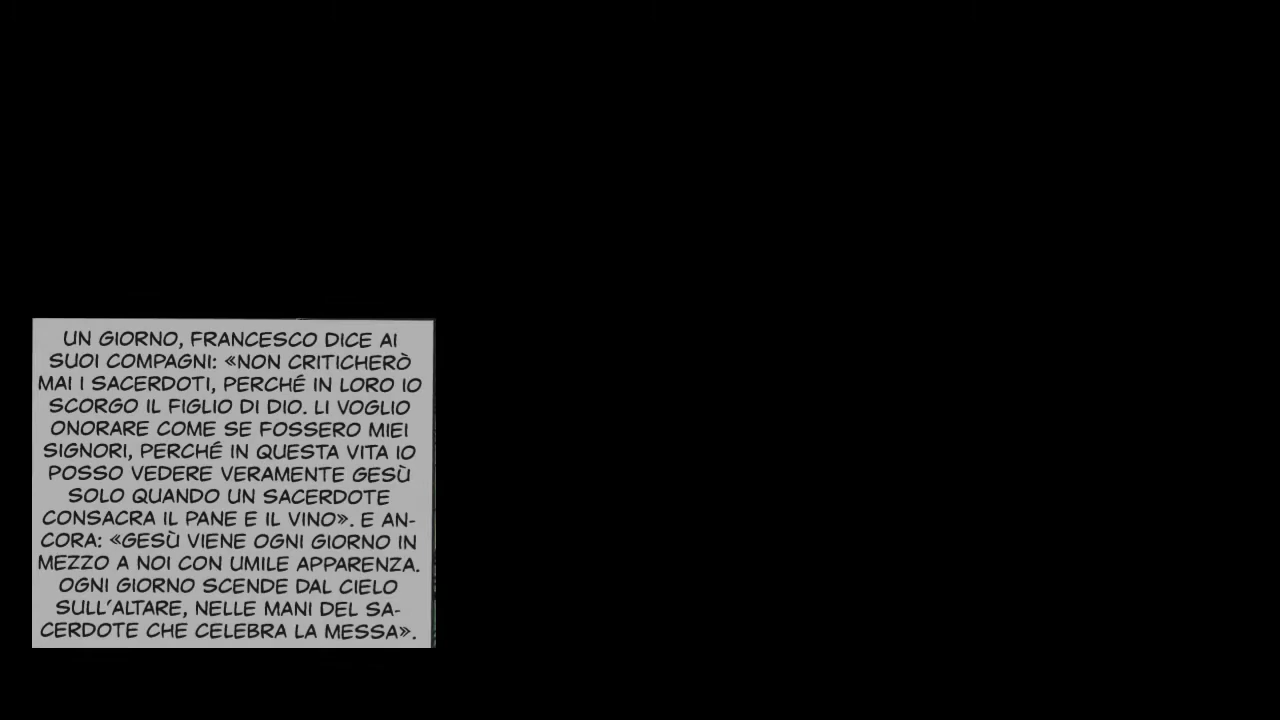 UN GIORNO, FRANCESCO DICE AI
SUOI COMPAGNI: «NON CRITICHERÒ
MAI I SACERDOTI, PERCHÉ IN LORO IO
SCORGO IL FIGLIO DI DIO. LI VOGLIO
ONORARE COME SE FOSSERO MIEI
SIGNORI, PERCHÉ IN QUESTA VITA IO
POSSO VEDERE VERAMENTE GESÙ
SOLO QUANDO UN SACERDOTE
CONSACRA IL PANE E IL VINO». E AN-
CORA: «GESÙ VIENE OGNI GIORNO IN
MEZZO A NOI CON UMILE APPARENZA.
OGNI GIORNO SCENDE DAL CIELO
SULL'ALTARE, NELLE MANI DEL SA-
CERDOTE CHE CELEBRA LA MESSA».